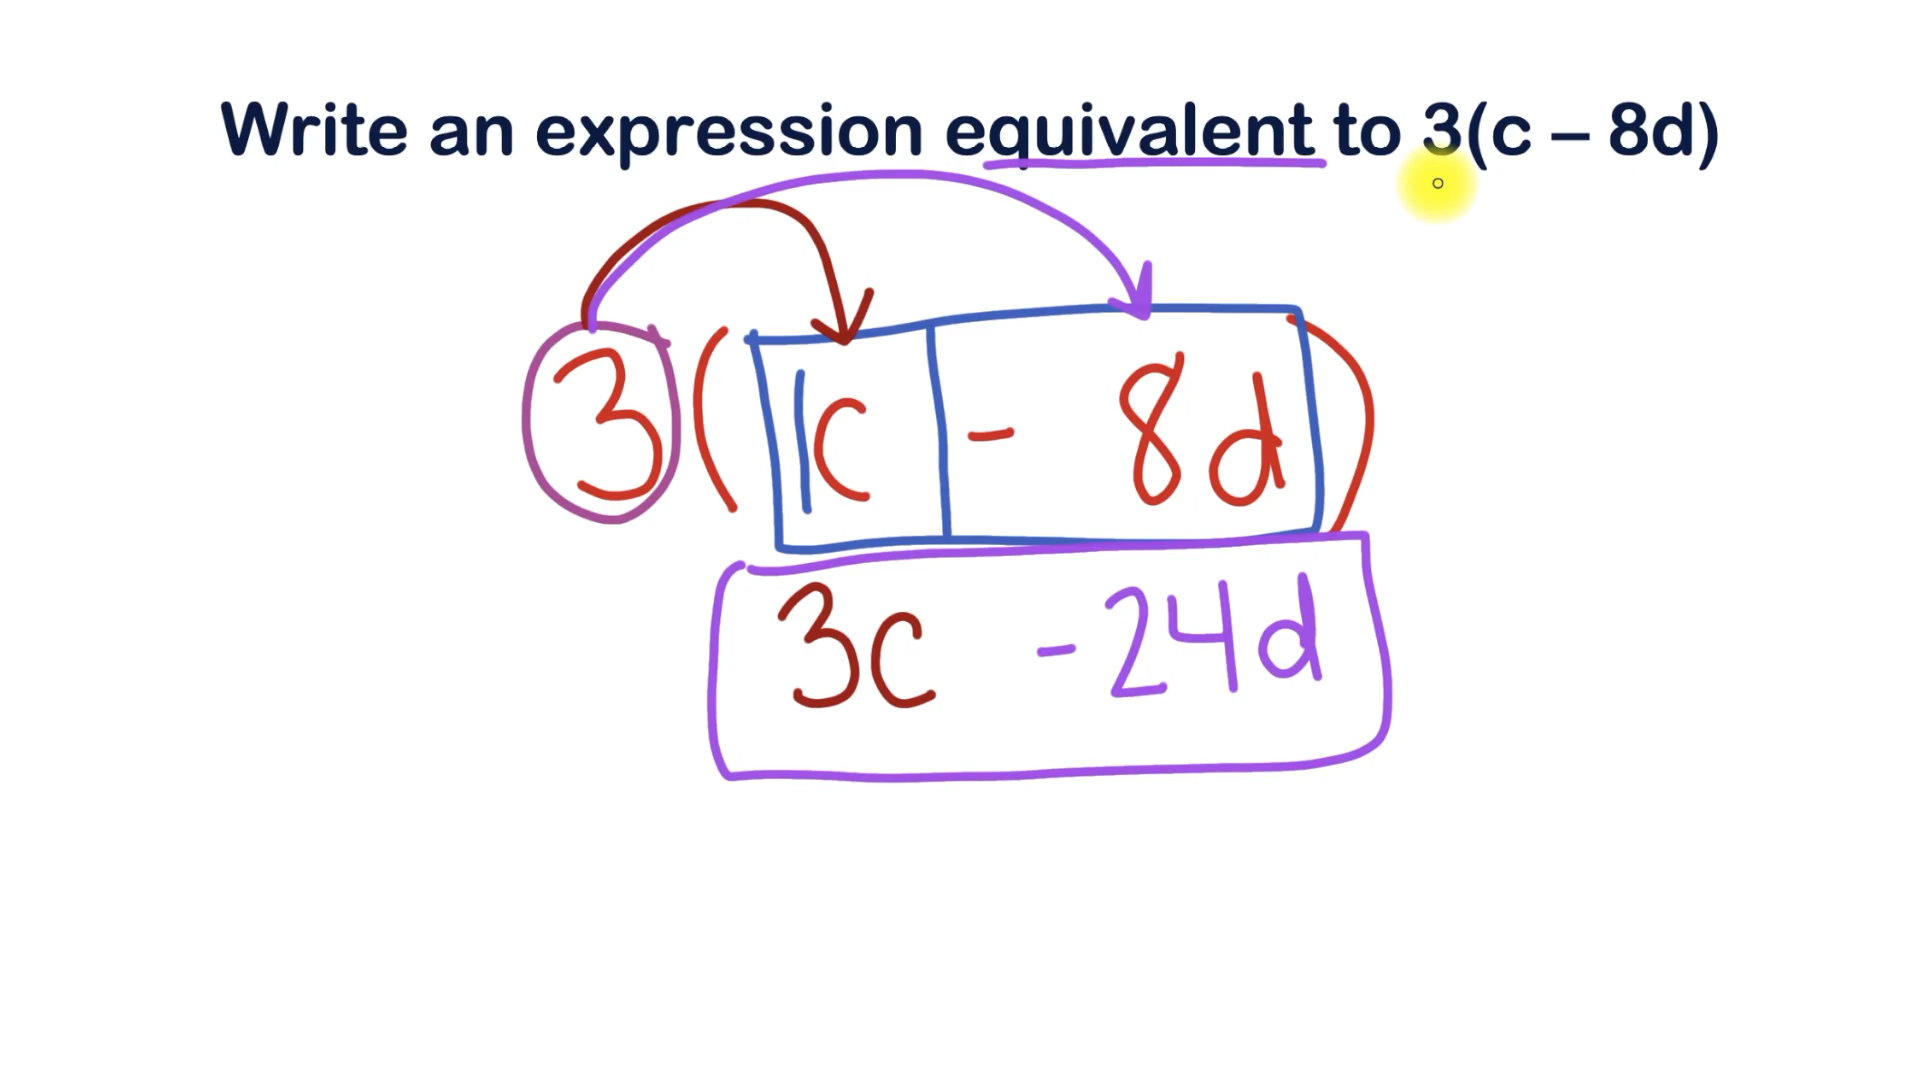 Write an expression equivalent to 3(c – 8d)
3(1c - 8d)
3c - 24d